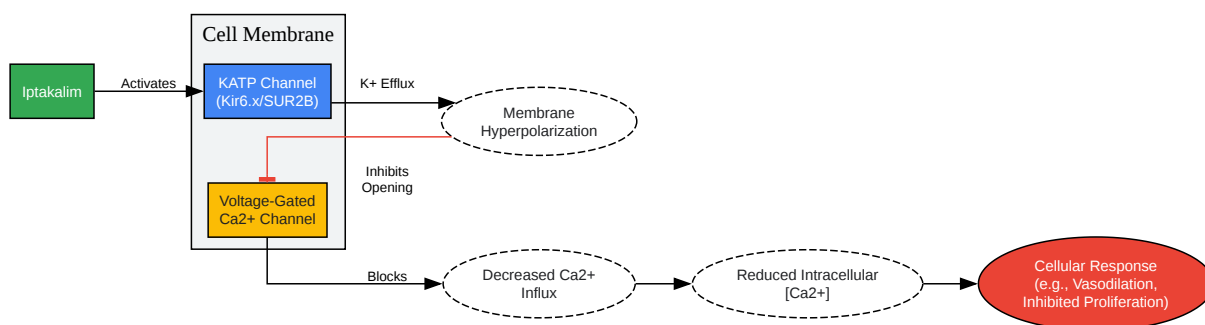 Cell Membrane
Iptakalim
Activates
KATP Channel
(Kir6.x/SUR2B)
K+ Efflux
Membrane
Hyperpolarization
Inhibits
Opening
Voltage-Gated
Ca2+ Channel
Blocks
Decreased Ca2+
Influx
Reduced Intracellular
[Ca2+]
Cellular Response
(e.g., Vasodilation,
Inhibited Proliferation)